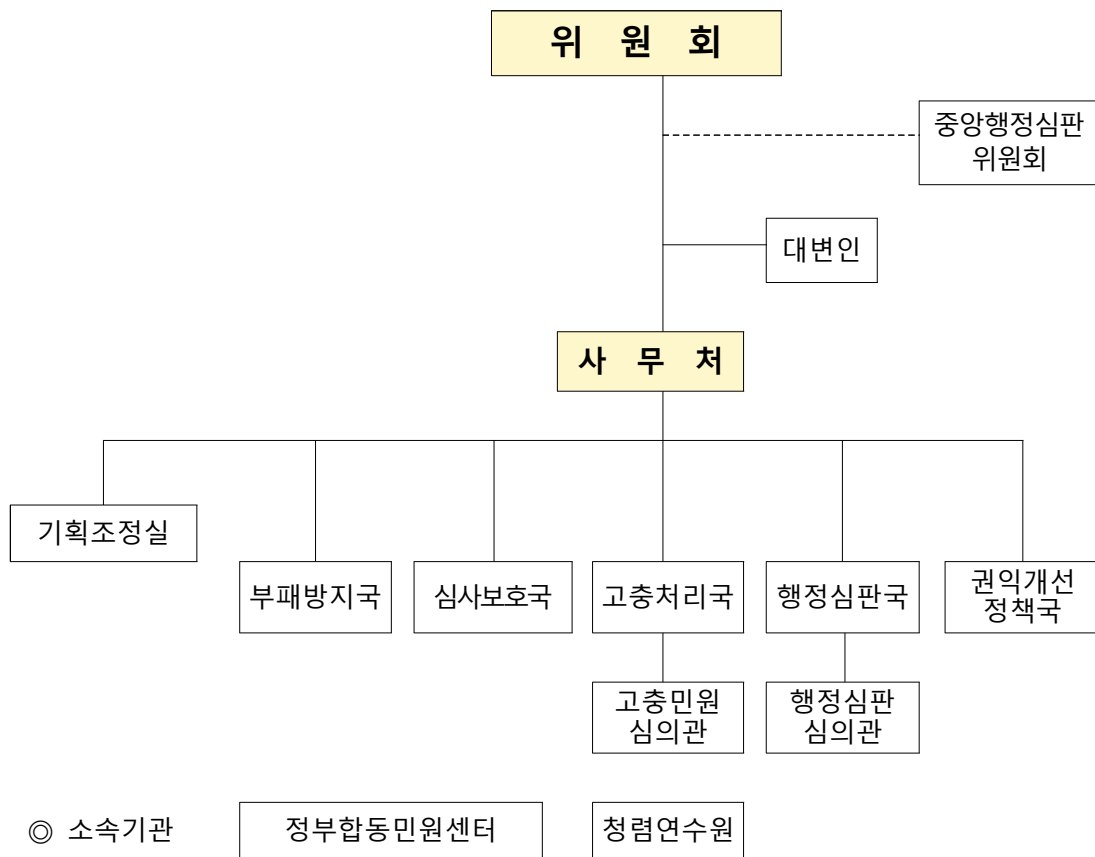 위 원 회
중앙행정심판
위원회
대변인
사 무 처
기획조정실
부패방지국
심사보호국
고충처리국
행정심판국
권익개선
정책국
고충민원
심의관
행정심판
심의관
◎ 소속기관
정부합동민원센터
청렴연수원